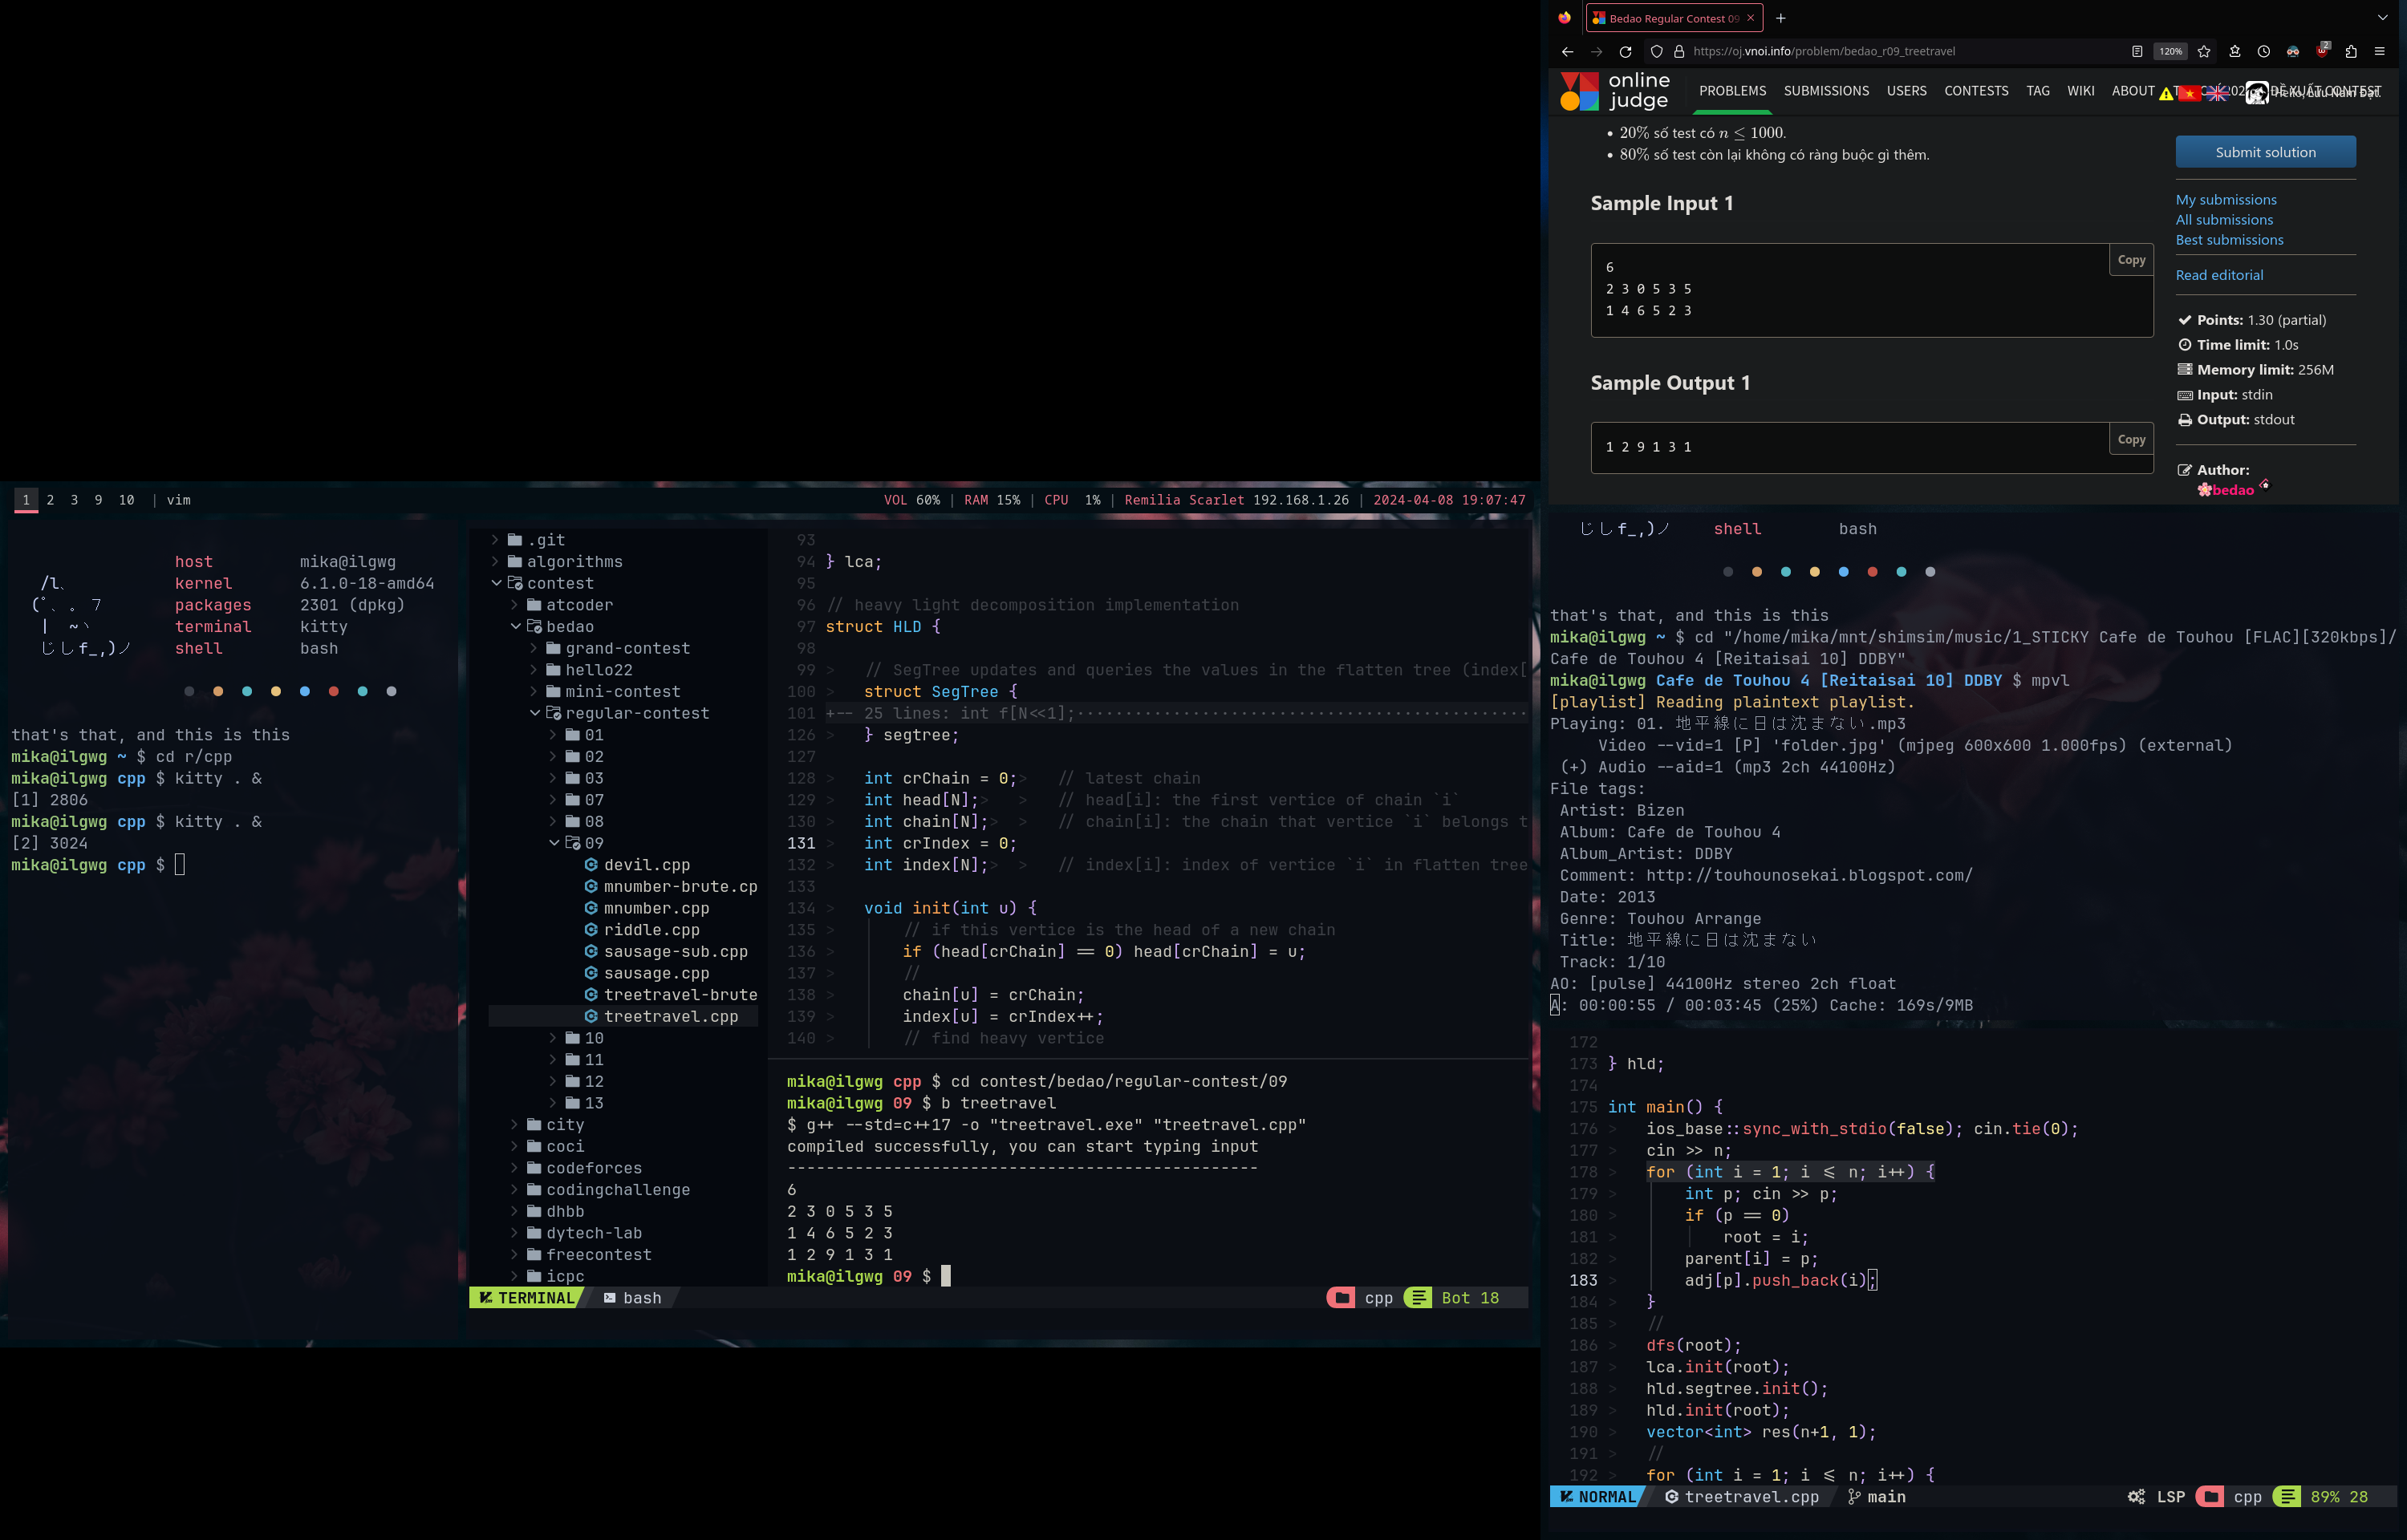 1 2 3 9 10 | vim
VOL 60% | RAM 15% | CPU 1% | Remilia Scarlet 192.168.1.26 | 2024-04-08 19:07:47
host mika@ilgwg
/l、 kernel 6.1.0-18-amd64
(゚、 。 7 packages 2301 (dpkg)
| ~ヽ terminal kitty
じしf_,)ノ shell bash
that's that, and this is this
mika@ilgwg ~ $ cd r/cpp
mika@ilgwg cpp $ kitty . &
[1] 2806
mika@ilgwg cpp $ kitty . &
[2] 3024
mika@ilgwg cpp $
.git
algorithms
contest
atcoder
bedao
grand-contest
hello22
mini-contest
regular-contest
01
02
03
07
08
09
devil.cpp
mnumber-brute.cp
mnumber.cpp
riddle.cpp
sausage-sub.cpp
sausage.cpp
treetravel-brute
treetravel.cpp
10
11
12
13
city
coci
codeforces
codingchallenge
dhbb
dytech-lab
freecontest
icpc
93
94 } lca;
95
96 // heavy light decomposition implementation
97 struct HLD {
98
99 > // SegTree updates and queries the values in the flatten tree (index[
100 > struct SegTree {
101 +-- 25 lines: int f[N<<1];
126 > } segtree;
127
128 > int crChain = 0;> // latest chain
129 > int head[N];> > // head[i]: the first vertice of chain `i`
130 > int chain[N];> > // chain[i]: the chain that vertice `i` belongs t
131 > int crIndex = 0;
132 > int index[N];> > // index[i]: index of vertice `i` in flatten tree
133
134 > void init(int u) {
135 > // if this vertice is the head of a new chain
136 > if (head[crChain] == 0) head[crChain] = u;
137 > //
138 > chain[u] = crChain;
139 > index[u] = crIndex++;
140 > // find heavy vertice
mika@ilgwg cpp $ cd contest/bedao/regular-contest/09
mika@ilgwg 09 $ b treetravel
$ g++ --std=c++17 -o "treetravel.exe" "treetravel.cpp"
compiled successfully, you can start typing input
-------------------------------------------------
6
2 3 0 5 3 5
1 4 6 5 2 3
1 2 9 1 3 1
mika@ilgwg 09 $
TERMINAL bash cpp Bot 18
Bedao Regular Contest 09
https://oj.vnoi.info/problem/bedao_r09_treetravel 120% 2
online
judge
PROBLEMS SUBMISSIONS USERS CONTESTS TAG WIKI ABOUT
20% số test có n ≤ 1000.
80% số test còn lại không có ràng buộc gì thêm.
Sample Input 1
Copy
6
2 3 0 5 3 5
1 4 6 5 2 3
Sample Output 1
Copy
1 2 9 1 3 1
Submit solution
My submissions
All submissions
Best submissions
Read editorial
Points: 1.30 (partial)
Time limit: 1.0s
Memory limit: 256M
Input: stdin
Output: stdout
Author:
bedao
じしf_,)ノ shell bash
that's that, and this is this
mika@ilgwg ~ $ cd "/home/mika/mnt/shimsim/music/1_STICKY Cafe de Touhou [FLAC][320kbps]/
Cafe de Touhou 4 [Reitaisai 10] DDBY"
mika@ilgwg Cafe de Touhou 4 [Reitaisai 10] DDBY $ mpvl
[playlist] Reading plaintext playlist.
Playing: 01. 地平線に日は沈まない.mp3
Video --vid=1 [P] 'folder.jpg' (mjpeg 600x600 1.000fps) (external)
(+) Audio --aid=1 (mp3 2ch 44100Hz)
File tags:
Artist: Bizen
Album: Cafe de Touhou 4
Album_Artist: DDBY
Comment: http://touhounosekai.blogspot.com/
Date: 2013
Genre: Touhou Arrange
Title: 地平線に日は沈まない
Track: 1/10
AO: [pulse] 44100Hz stereo 2ch float
A: 00:00:55 / 00:03:45 (25%) Cache: 169s/9MB
172
173 } hld;
174
175 int main() {
176 > ios_base::sync_with_stdio(false); cin.tie(0);
177 > cin >> n;
178 > for (int i = 1; i <= n; i++) {
179 > int p; cin >> p;
180 > if (p == 0)
181 > root = i;
182 > parent[i] = p;
183 > adj[p].push_back(i);
184 > }
185 > //
186 > dfs(root);
187 > lca.init(root);
188 > hld.segtree.init();
189 > hld.init(root);
190 > vector<int> res(n+1, 1);
191 > //
192 > for (int i = 1; i <= n; i++) {
NORMAL treetravel.cpp main LSP cpp 89% 28